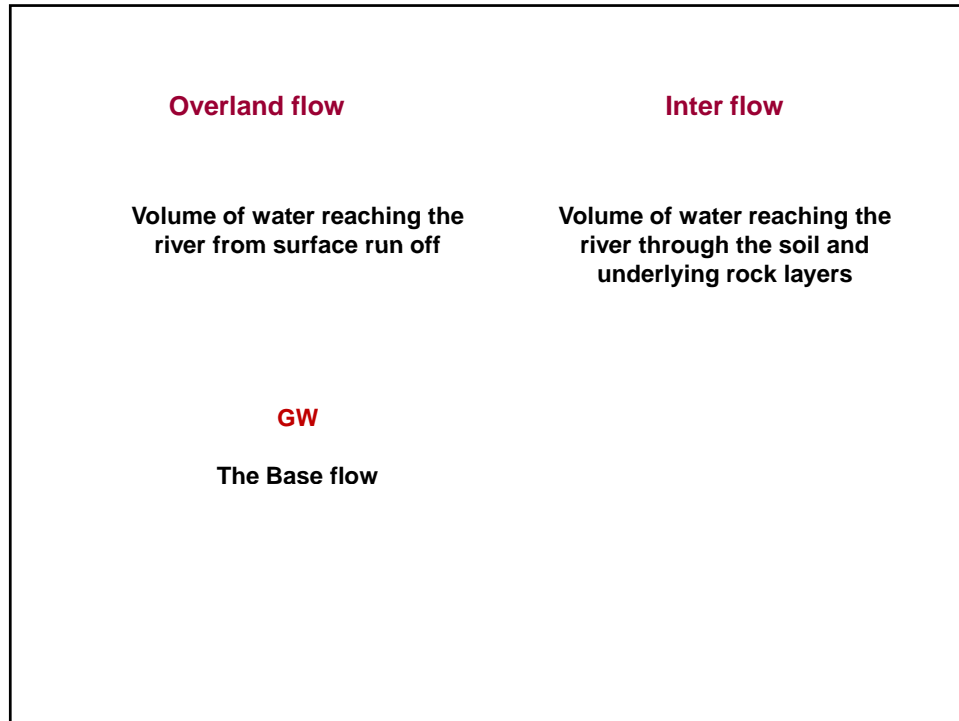 Overland flow
Volume of water reaching the
river from surface run off
Inter flow
Volume of water reaching the
river through the soil and
underlying rock layers
GW
The Base flow